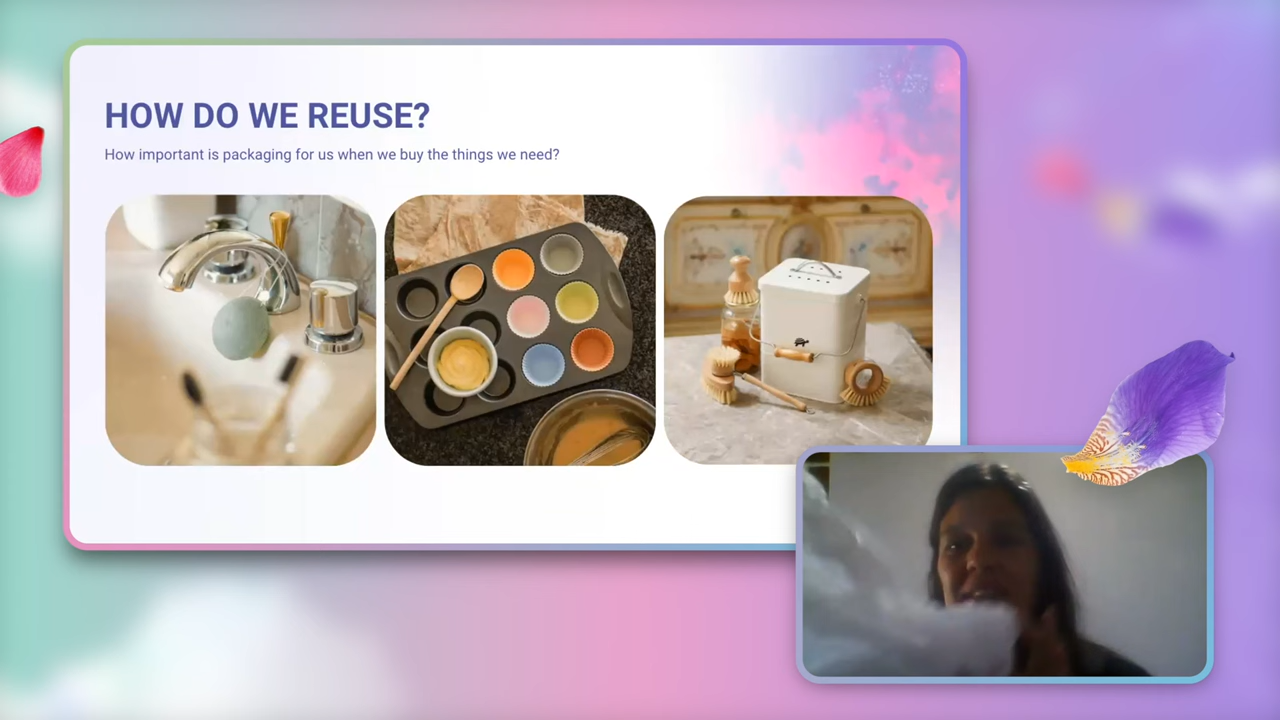 HOW DO WE REUSE?
How important is packaging for us when we buy the things we need?